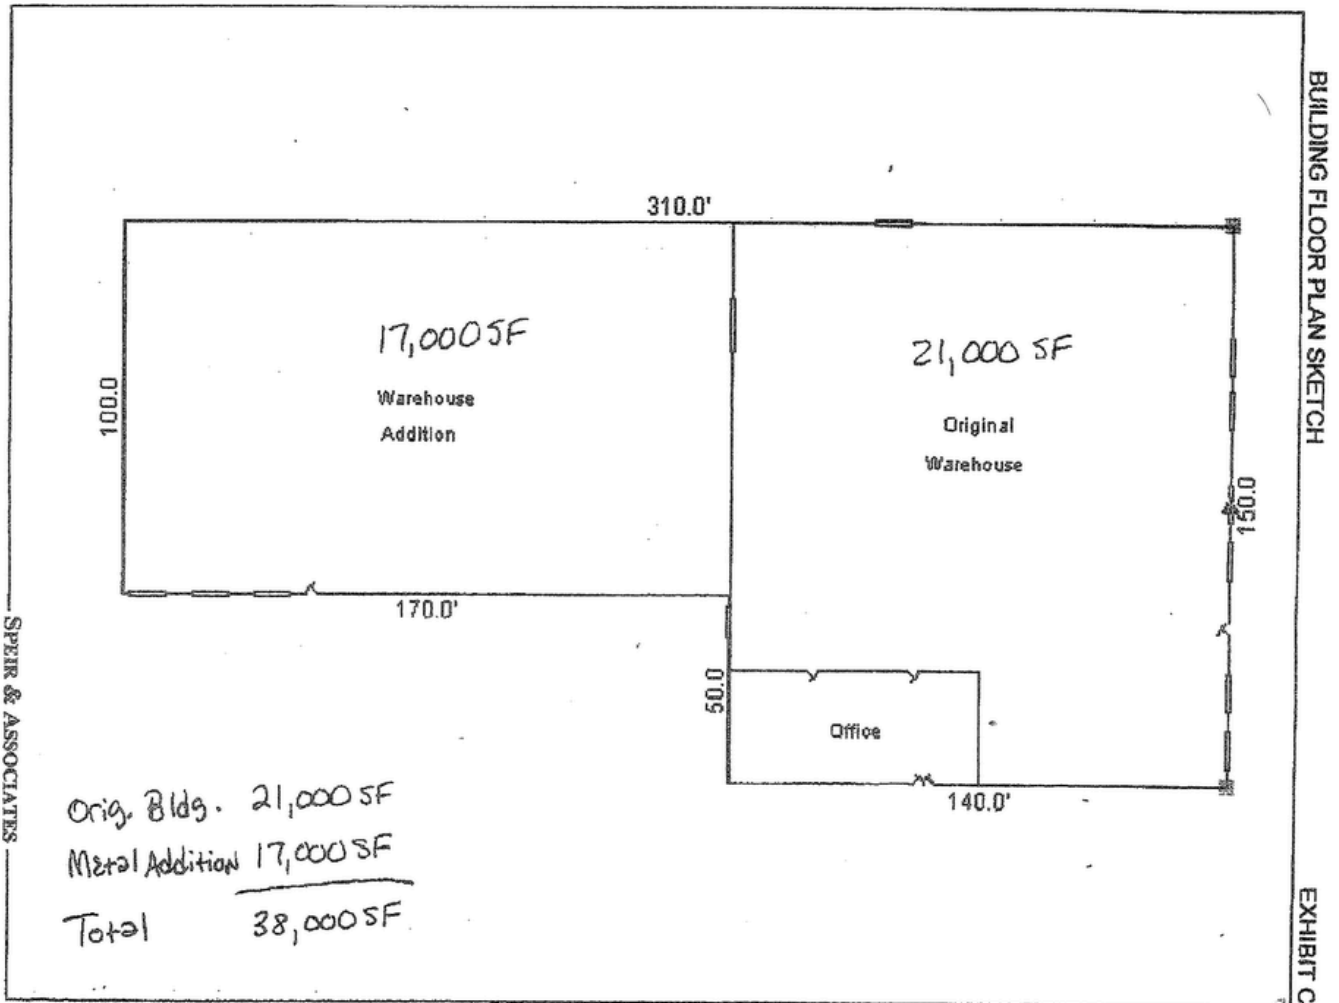 BUILDING FLOOR PLAN SKETCH
310.0'
17,000 SF
Warehouse
Addition
100.0
170.0'
21,000 SF
Original
Warehouse
150.0
50.0
Office
140.0'
Orig. Bldg. 21,000 SF
Metal Addition 17,000 SF
Total 38,000 SF
SPEIR & ASSOCIATES
EXHIBIT C